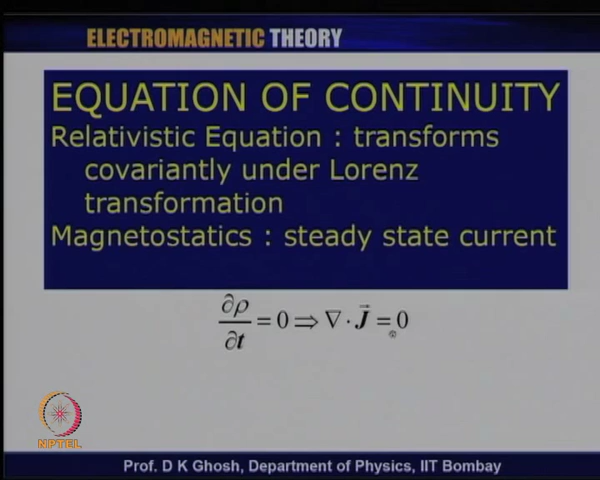 ELECTROMAGNETIC THEORY
EQUATION OF CONTINUITY
Relativistic Equation : transforms
covariantly under Lorenz
transformation
Magnetostatics : steady state current
∂ρ/∂t = 0 ⇒ ∇ · J⃗ = 0
NPTEL
Prof. D K Ghosh, Department of Physics, IIT Bombay